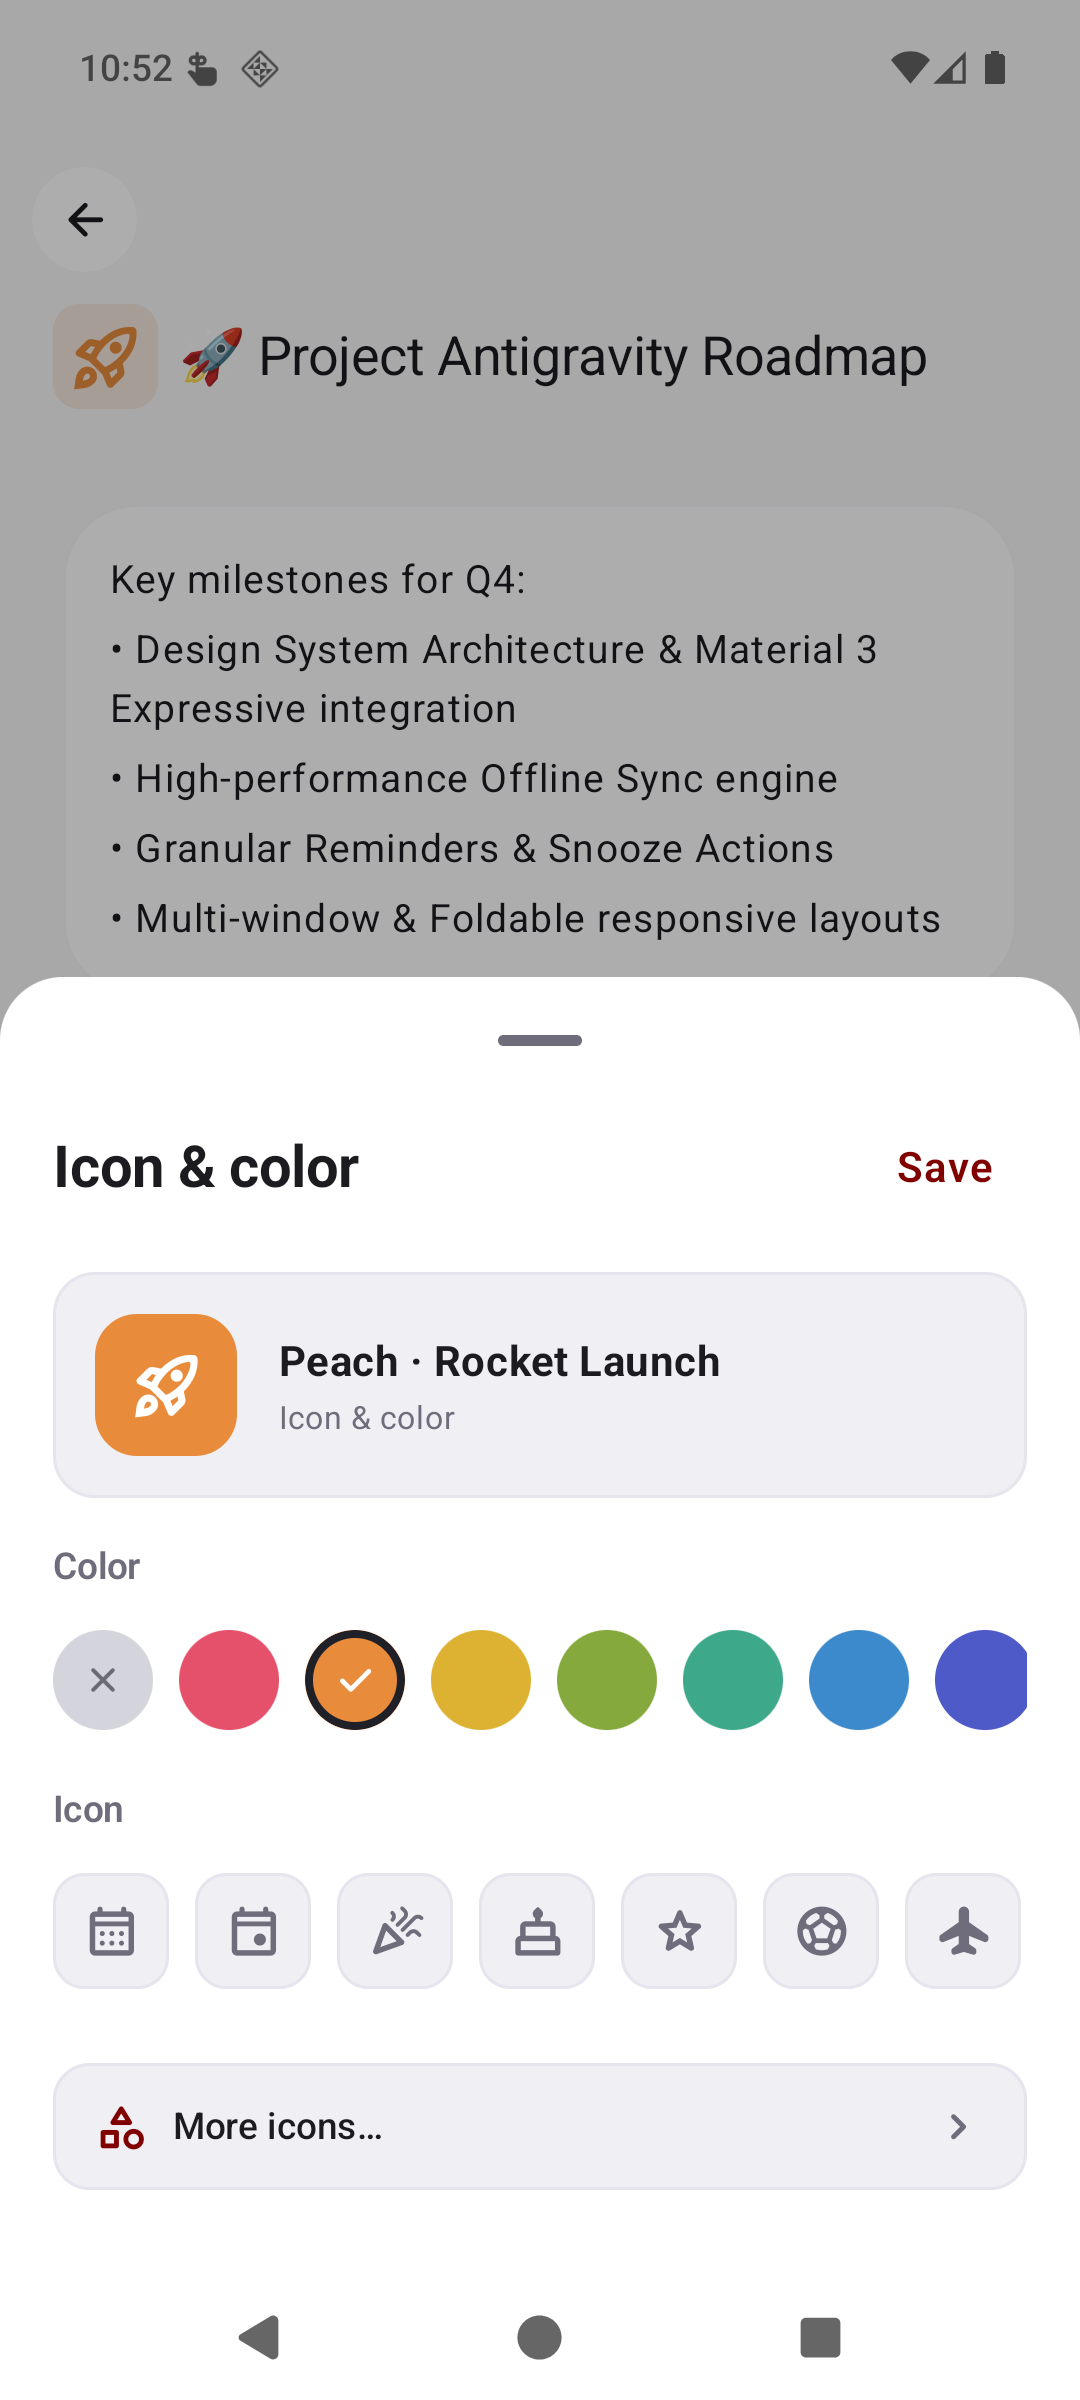 10:52
🚀 Project Antigravity Roadmap
Key milestones for Q4:
• Design System Architecture & Material 3
Expressive integration
• High-performance Offline Sync engine
• Granular Reminders & Snooze Actions
• Multi-window & Foldable responsive layouts
Icon & color
Save
Peach · Rocket Launch
Icon & color
Color
Icon
More icons…